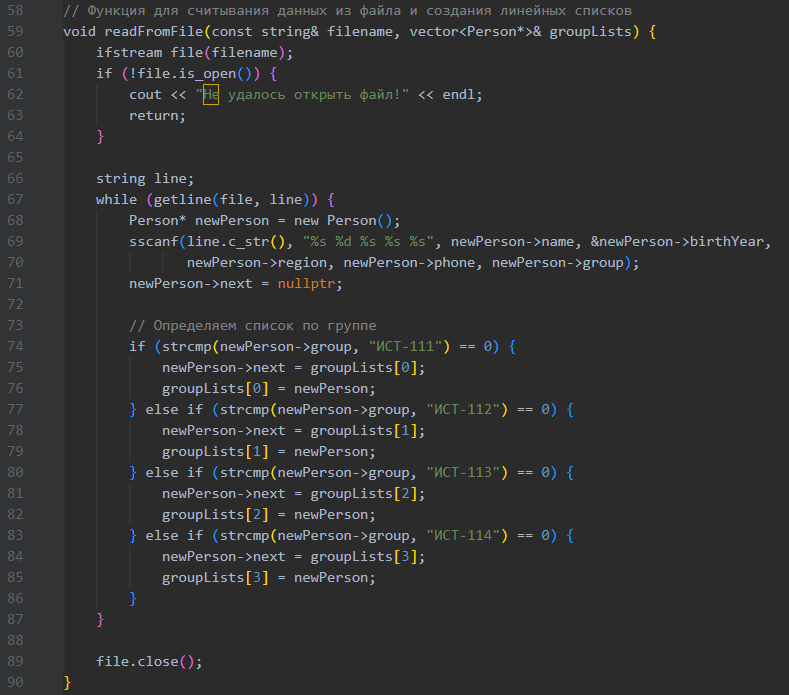 58 // Функция для считывания данных из файла и создания линейных списков
59 void readFromFile(const string& filename, vector<Person*>& groupLists) {
60     ifstream file(filename);
61     if (!file.is_open()) {
62         cout << "Не удалось открыть файл!" << endl;
63         return;
64     }
65
66     string line;
67     while (getline(file, line)) {
68         Person* newPerson = new Person();
69         sscanf(line.c_str(), "%s %d %s %s %s", newPerson->name, &newPerson->birthYear,
70                newPerson->region, newPerson->phone, newPerson->group);
71         newPerson->next = nullptr;
72
73         // Определяем список по группе
74         if (strcmp(newPerson->group, "ИСТ-111") == 0) {
75             newPerson->next = groupLists[0];
76             groupLists[0] = newPerson;
77         } else if (strcmp(newPerson->group, "ИСТ-112") == 0) {
78             newPerson->next = groupLists[1];
79             groupLists[1] = newPerson;
80         } else if (strcmp(newPerson->group, "ИСТ-113") == 0) {
81             newPerson->next = groupLists[2];
82             groupLists[2] = newPerson;
83         } else if (strcmp(newPerson->group, "ИСТ-114") == 0) {
84             newPerson->next = groupLists[3];
85             groupLists[3] = newPerson;
86         }
87     }
88
89     file.close();
90 }